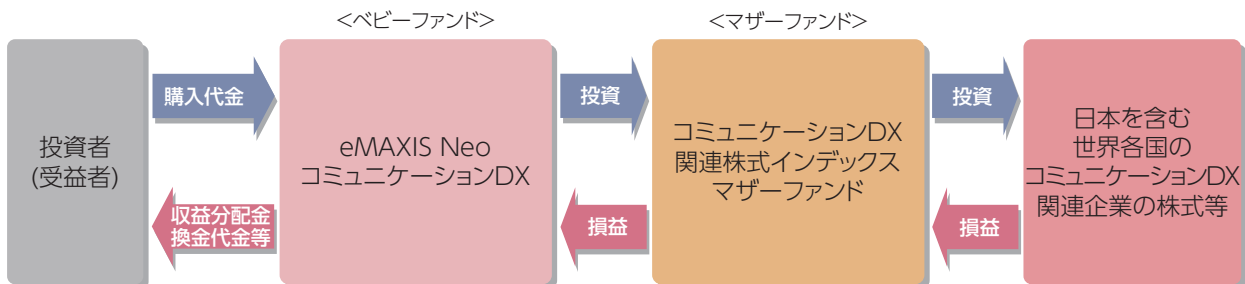 <ベビーファンド>
<マザーファンド>
投資者
(受益者)
購入代金
収益分配金
換金代金等
eMAXIS Neo
コミュニケーションDX
投資
損益
コミュニケーションDX
関連株式インデックス
マザーファンド
投資
損益
日本を含む
世界各国の
コミュニケーションDX
関連企業の株式等